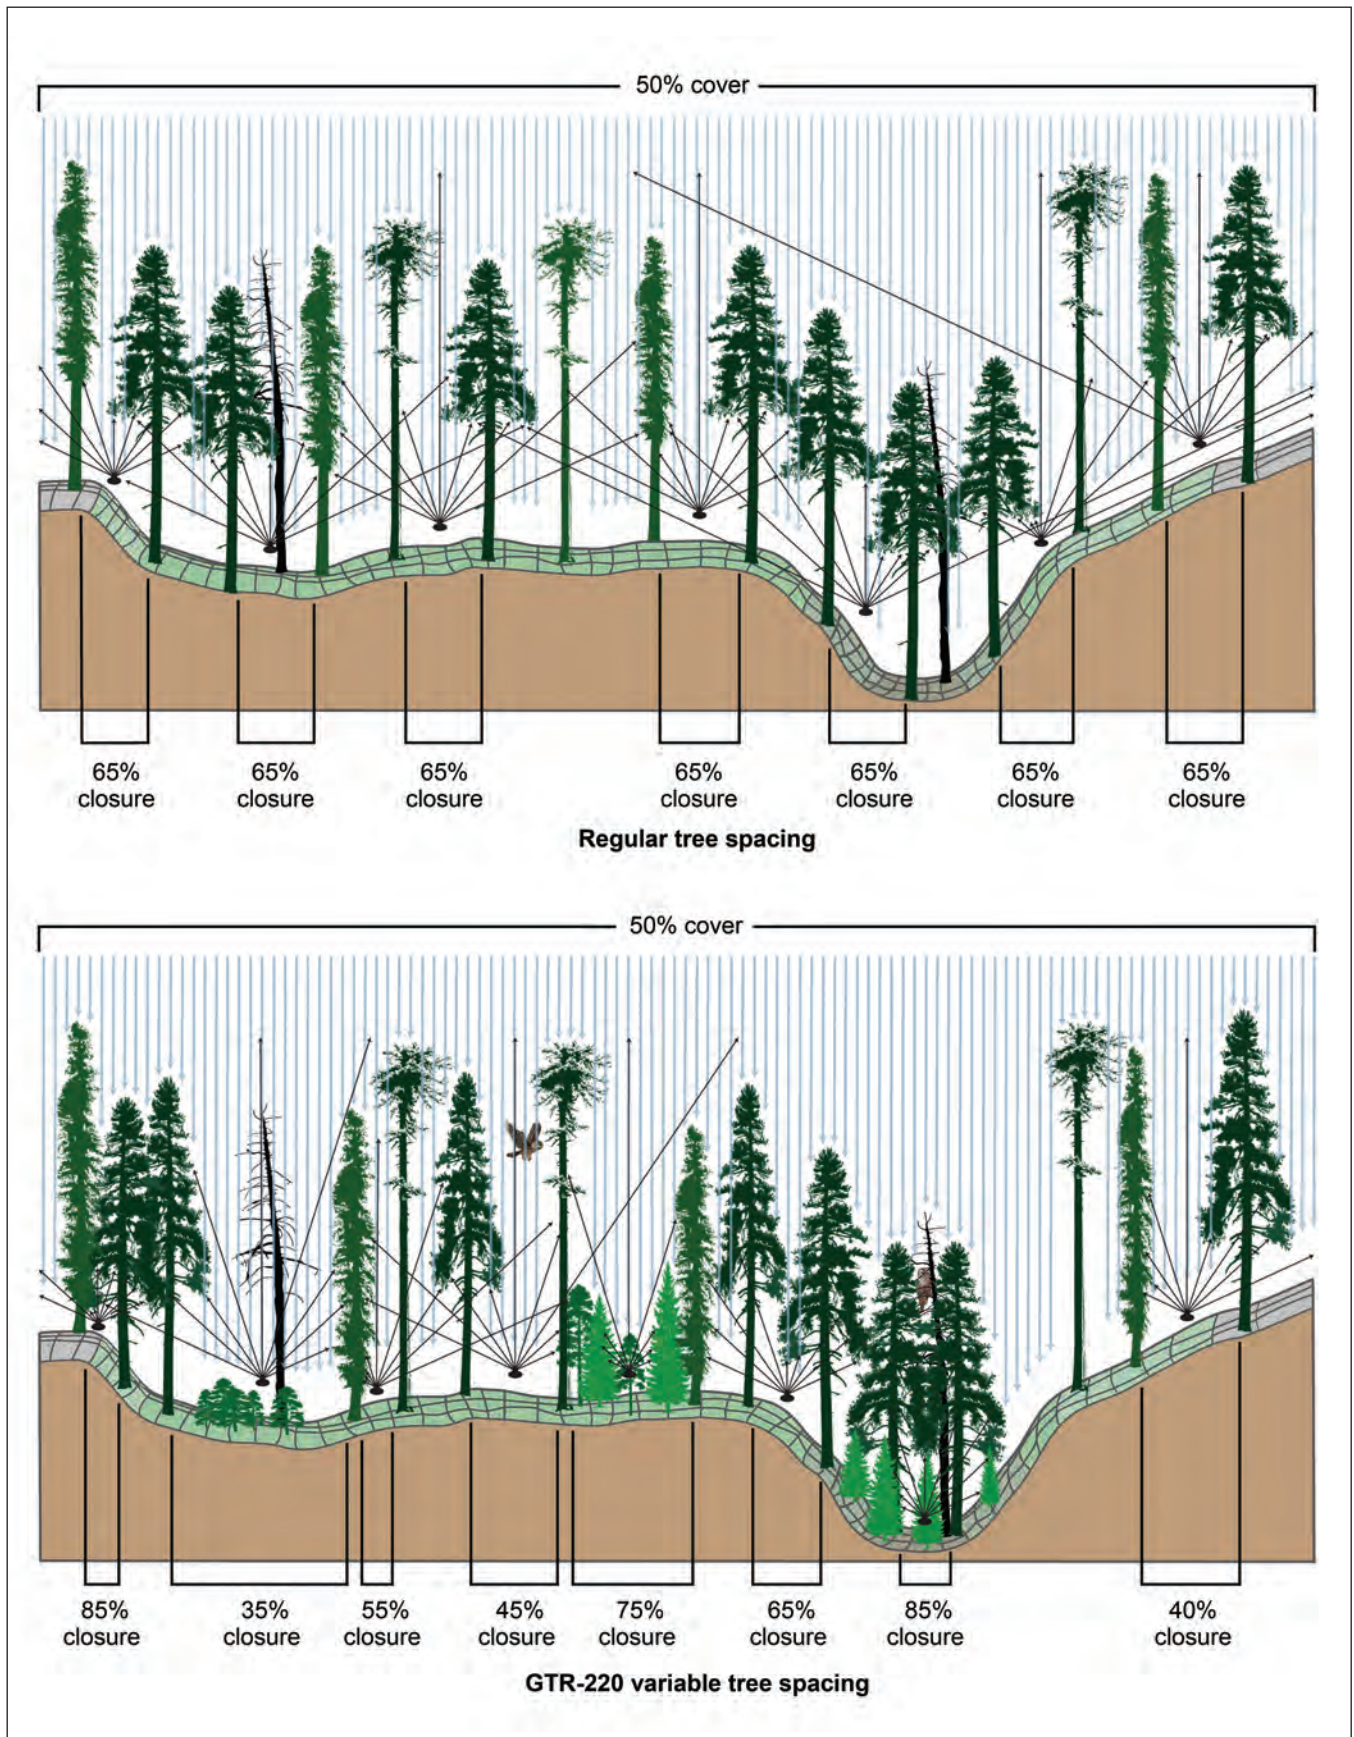 50% cover
65% closure
65% closure
65% closure
65% closure
65% closure
65% closure
65% closure
Regular tree spacing
50% cover
85% closure
35% closure
55% closure
45% closure
75% closure
65% closure
85% closure
40% closure
GTR-220 variable tree spacing